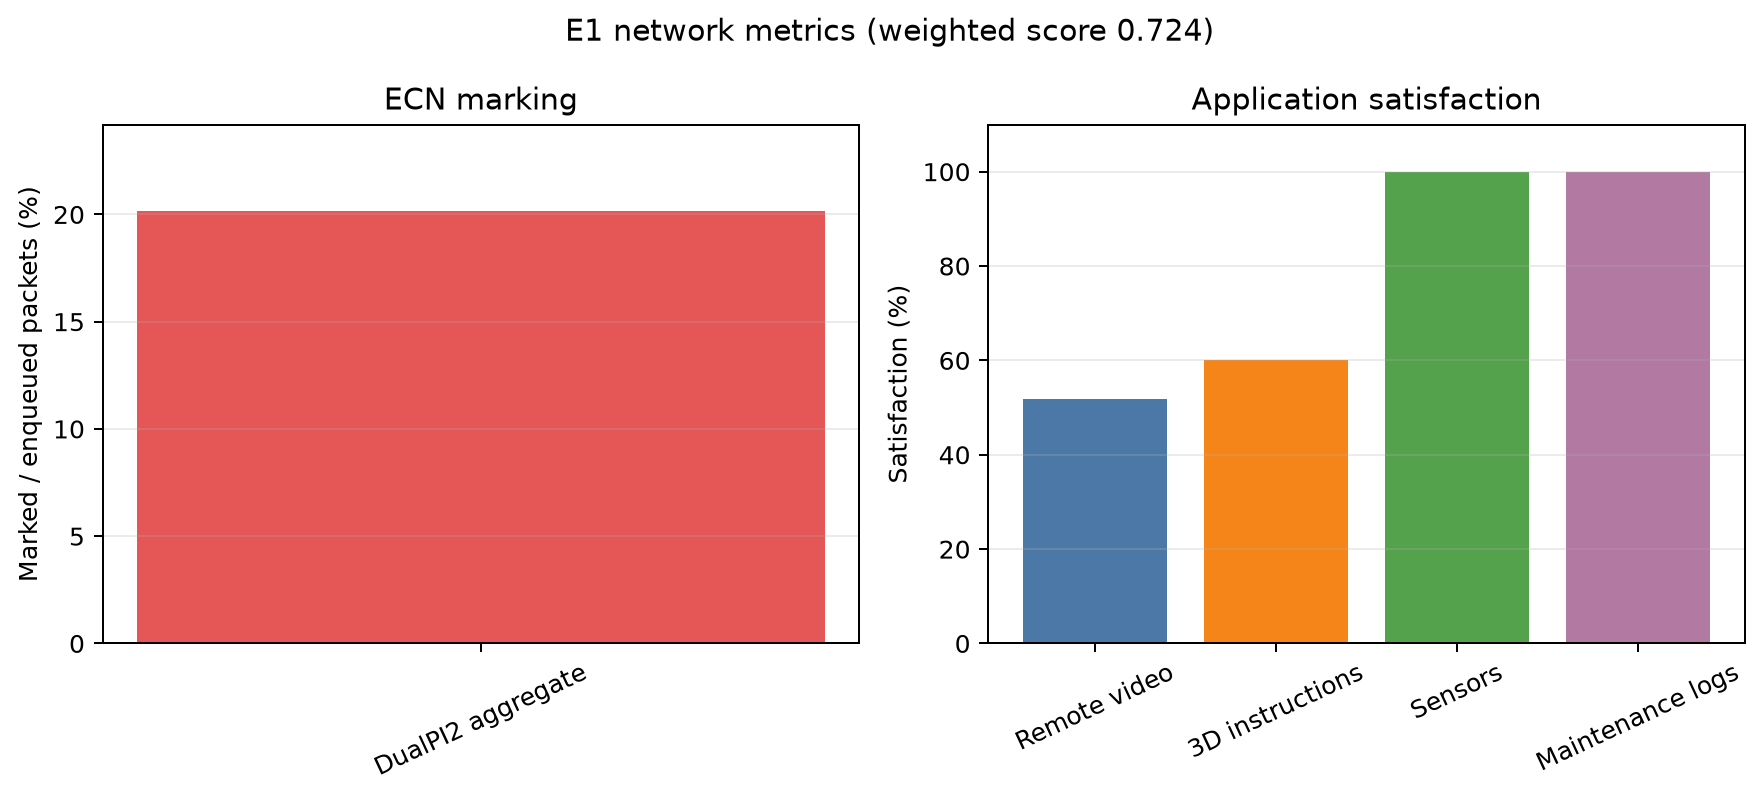 E1 network metrics (weighted score 0.724)
ECN marking
Marked / enqueued packets (%)
20
15
10
5
0
DualPI2 aggregate
Application satisfaction
Satisfaction (%)
100
80
60
40
20
0
Remote video
3D instructions
Sensors
Maintenance logs